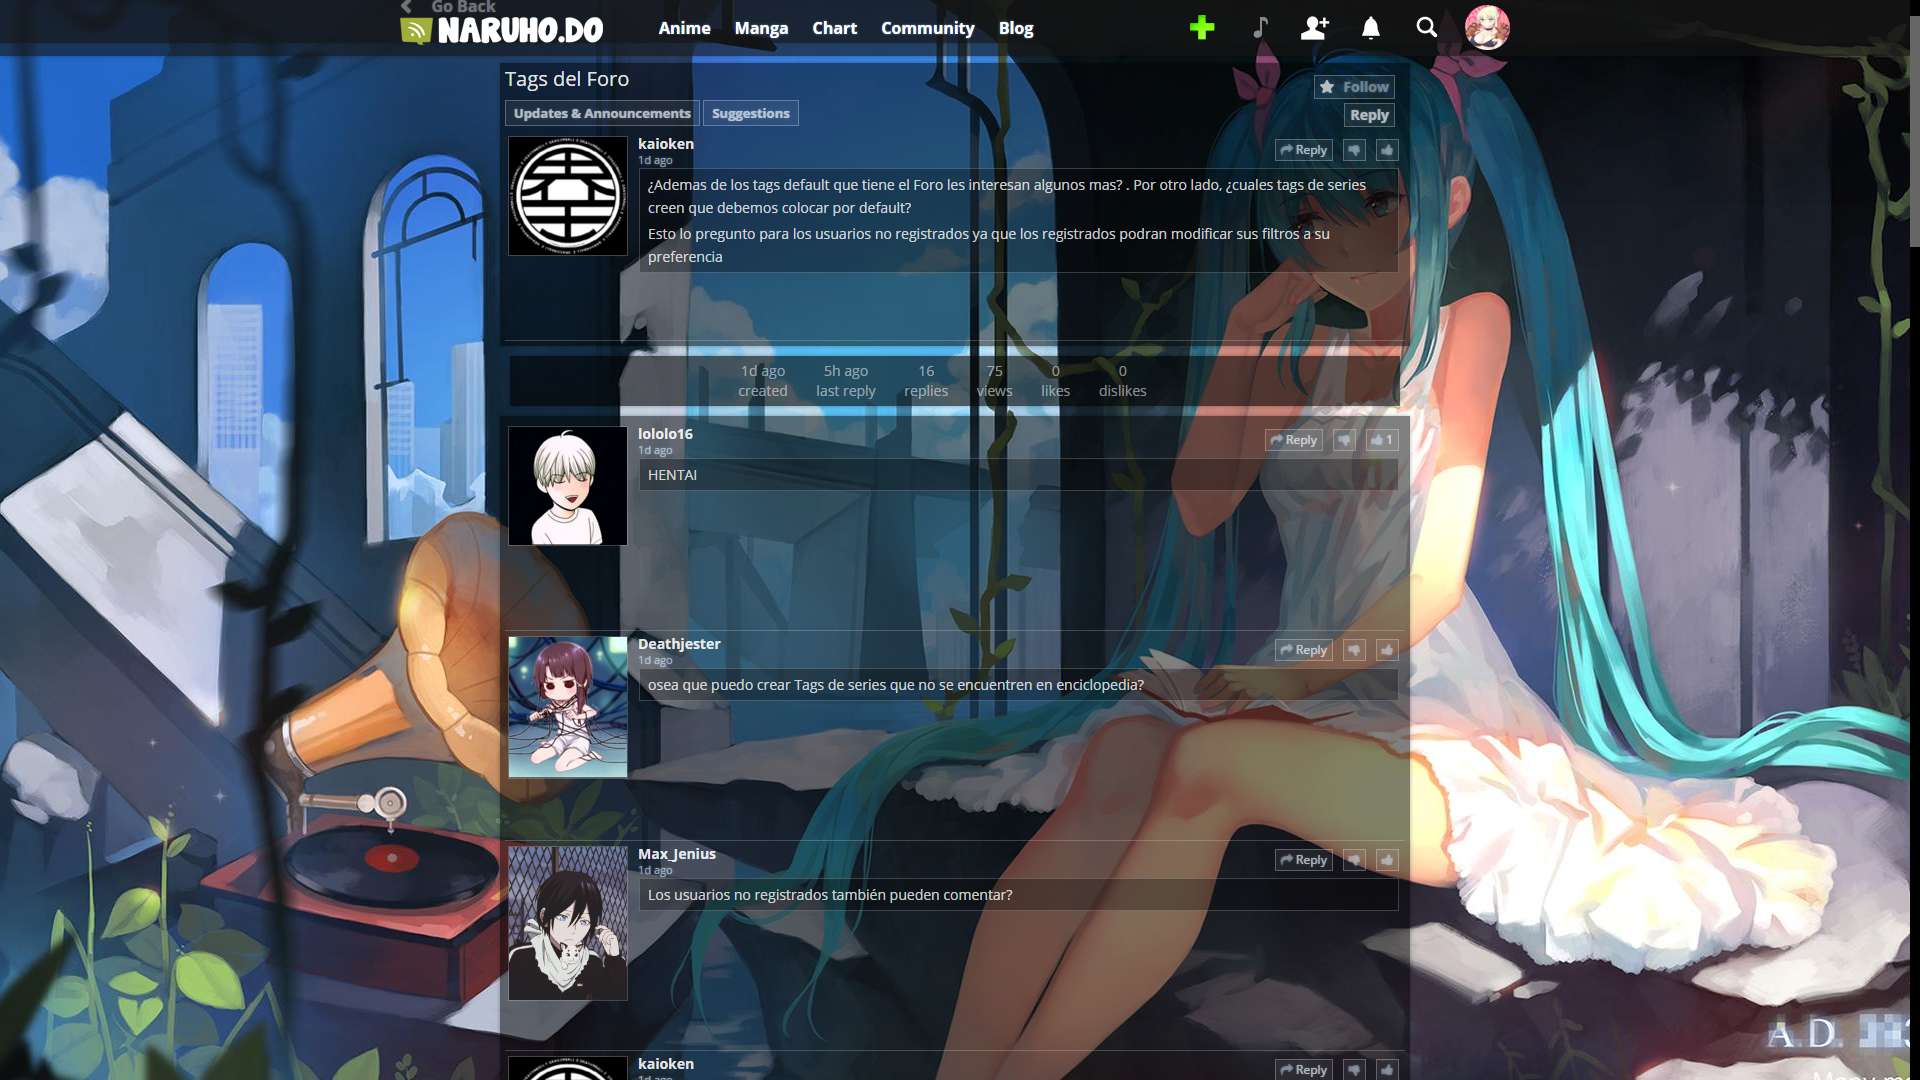 Go Back
NARUHO.DO
Anime
Manga
Chart
Community
Blog
Tags del Foro
Follow
Updates & Announcements
Suggestions
Reply
kaioken
1d ago
Reply
¿Ademas de los tags default que tiene el Foro les interesan algunos mas? . Por otro lado, ¿cuales tags de series
creen que debemos colocar por default?
Esto lo pregunto para los usuarios no registrados ya que los registrados podran modificar sus filtros a su
preferencia
1d ago
created
5h ago
last reply
16
replies
75
views
0
likes
0
dislikes
lololo16
1d ago
Reply
1
HENTAI
Deathjester
1d ago
Reply
osea que puedo crear Tags de series que no se encuentren en enciclopedia?
Max_Jenius
1d ago
Reply
Los usuarios no registrados también pueden comentar?
kaioken
1d ago
Reply
A.D.